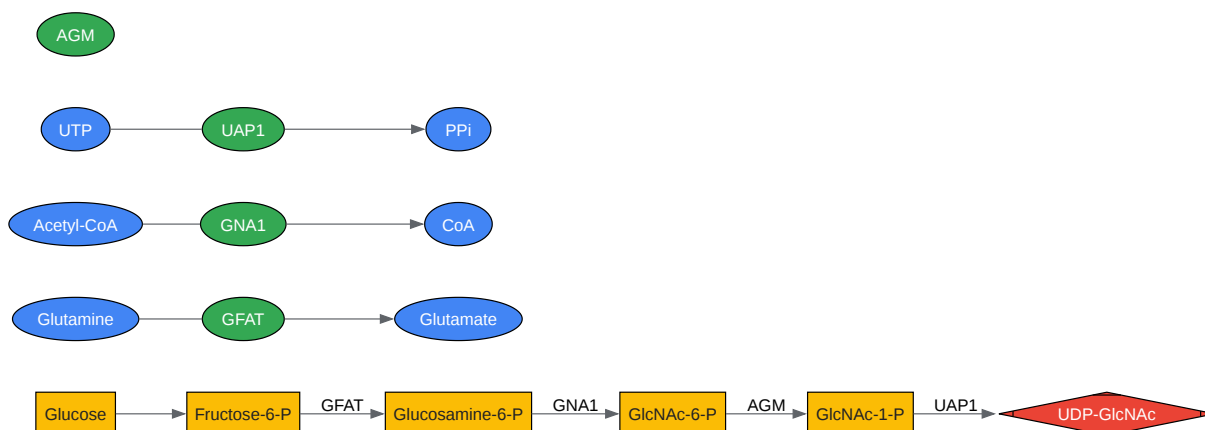 AGM
UTP UAP1 PPi
Acetyl-CoA GNA1 CoA
Glutamine GFAT Glutamate
Glucose Fructose-6-P GFAT Glucosamine-6-P GNA1 GlcNAc-6-P AGM GlcNAc-1-P UAP1 UDP-GlcNAc